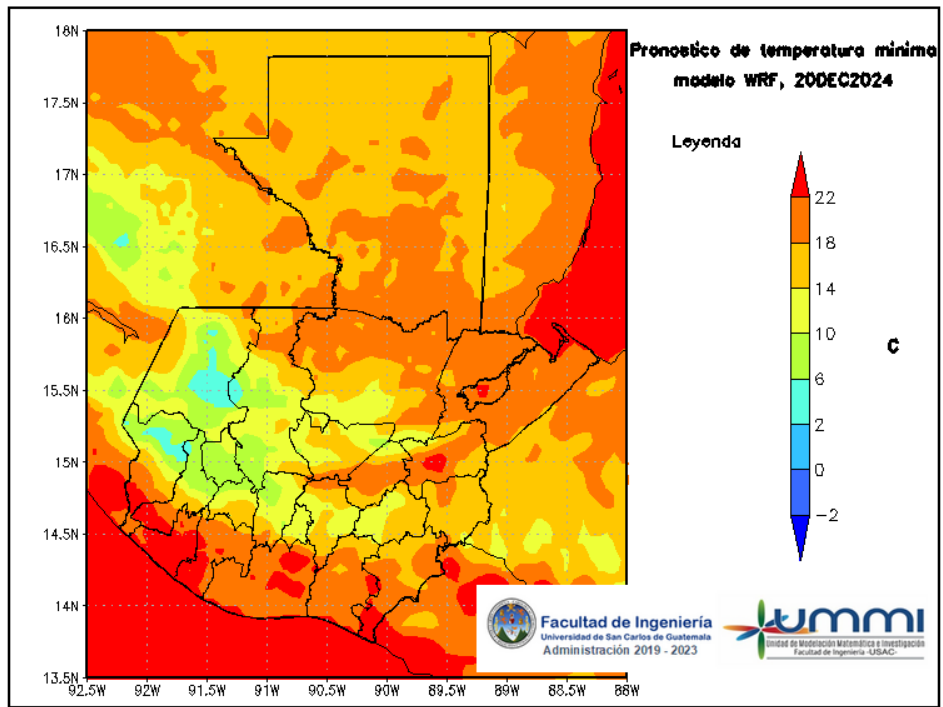 Pronostico de temperatura minima
modelo WRF, 20DEC2024
Leyenda
22
18
14
10
6
2
0
-2
C
18N
17.5N
17N
16.5N
16N
15.5N
15N
14.5N
14N
13.5N
92.5W 92W 91.5W 91W 90.5W 90W 89.5W 89W 88.5W 88W
Facultad de Ingeniería
Universidad de San Carlos de Guatemala
Administración 2019 - 2023
ummi
Unidad de Modelación Matemática e Investigación
Facultad de Ingeniería -USAC-